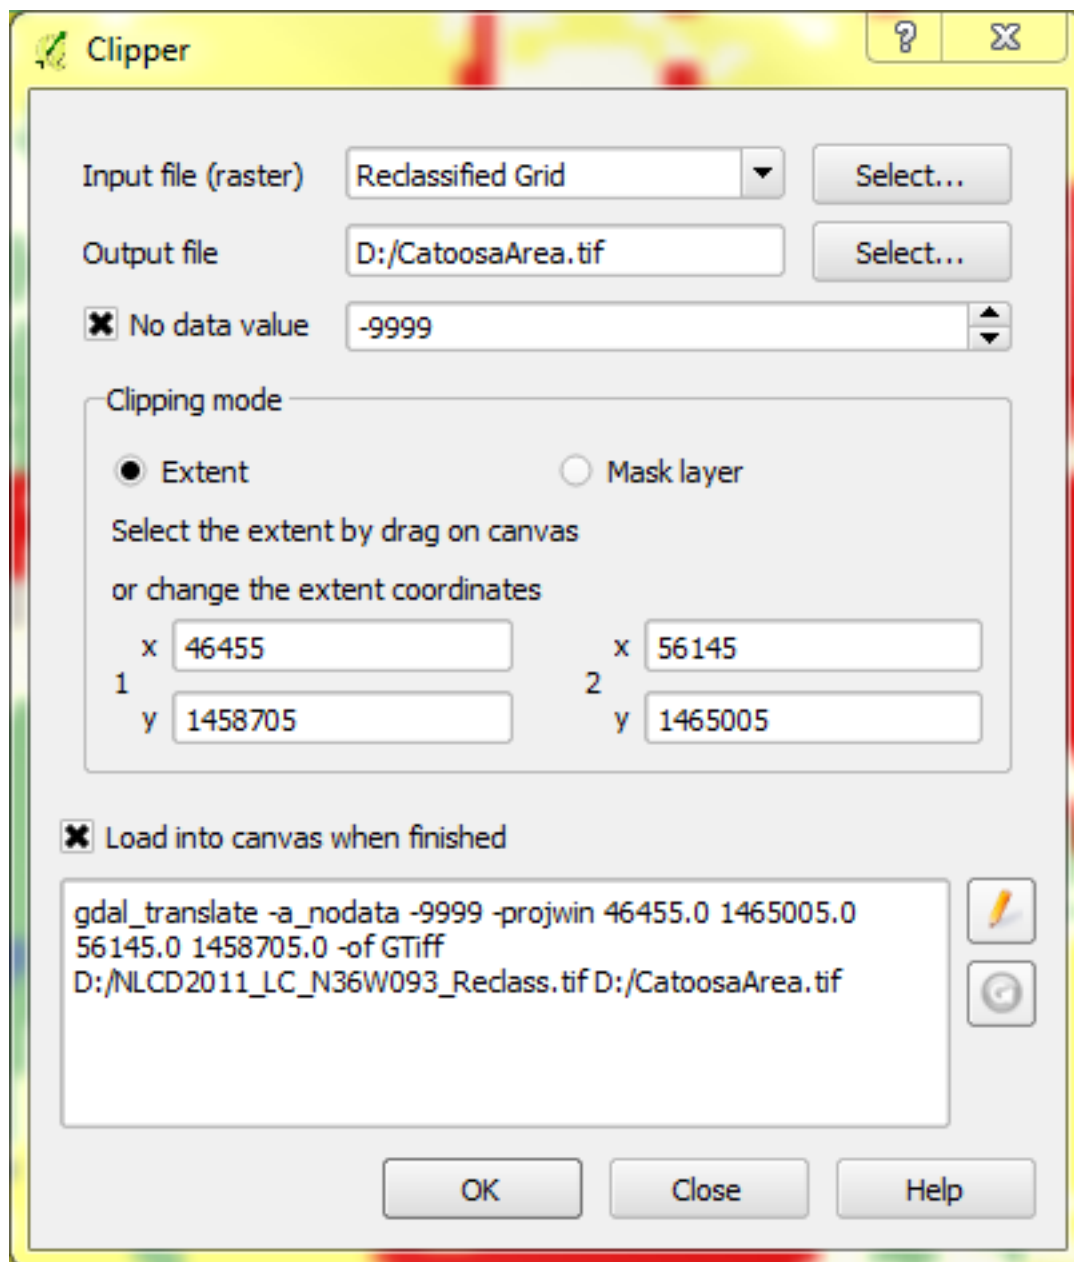 Clipper
Input file (raster) Reclassified Grid Select...
Output file D:/CatoosaArea.tif Select...
No data value -9999
Clipping mode
Extent Mask layer
Select the extent by drag on canvas
or change the extent coordinates
x 46455 x 56145
1 2
y 1458705 y 1465005
Load into canvas when finished
gdal_translate -a_nodata -9999 -projwin 46455.0 1465005.0
56145.0 1458705.0 -of GTiff
D:/NLCD2011_LC_N36W093_Reclass.tif D:/CatoosaArea.tif
OK Close Help